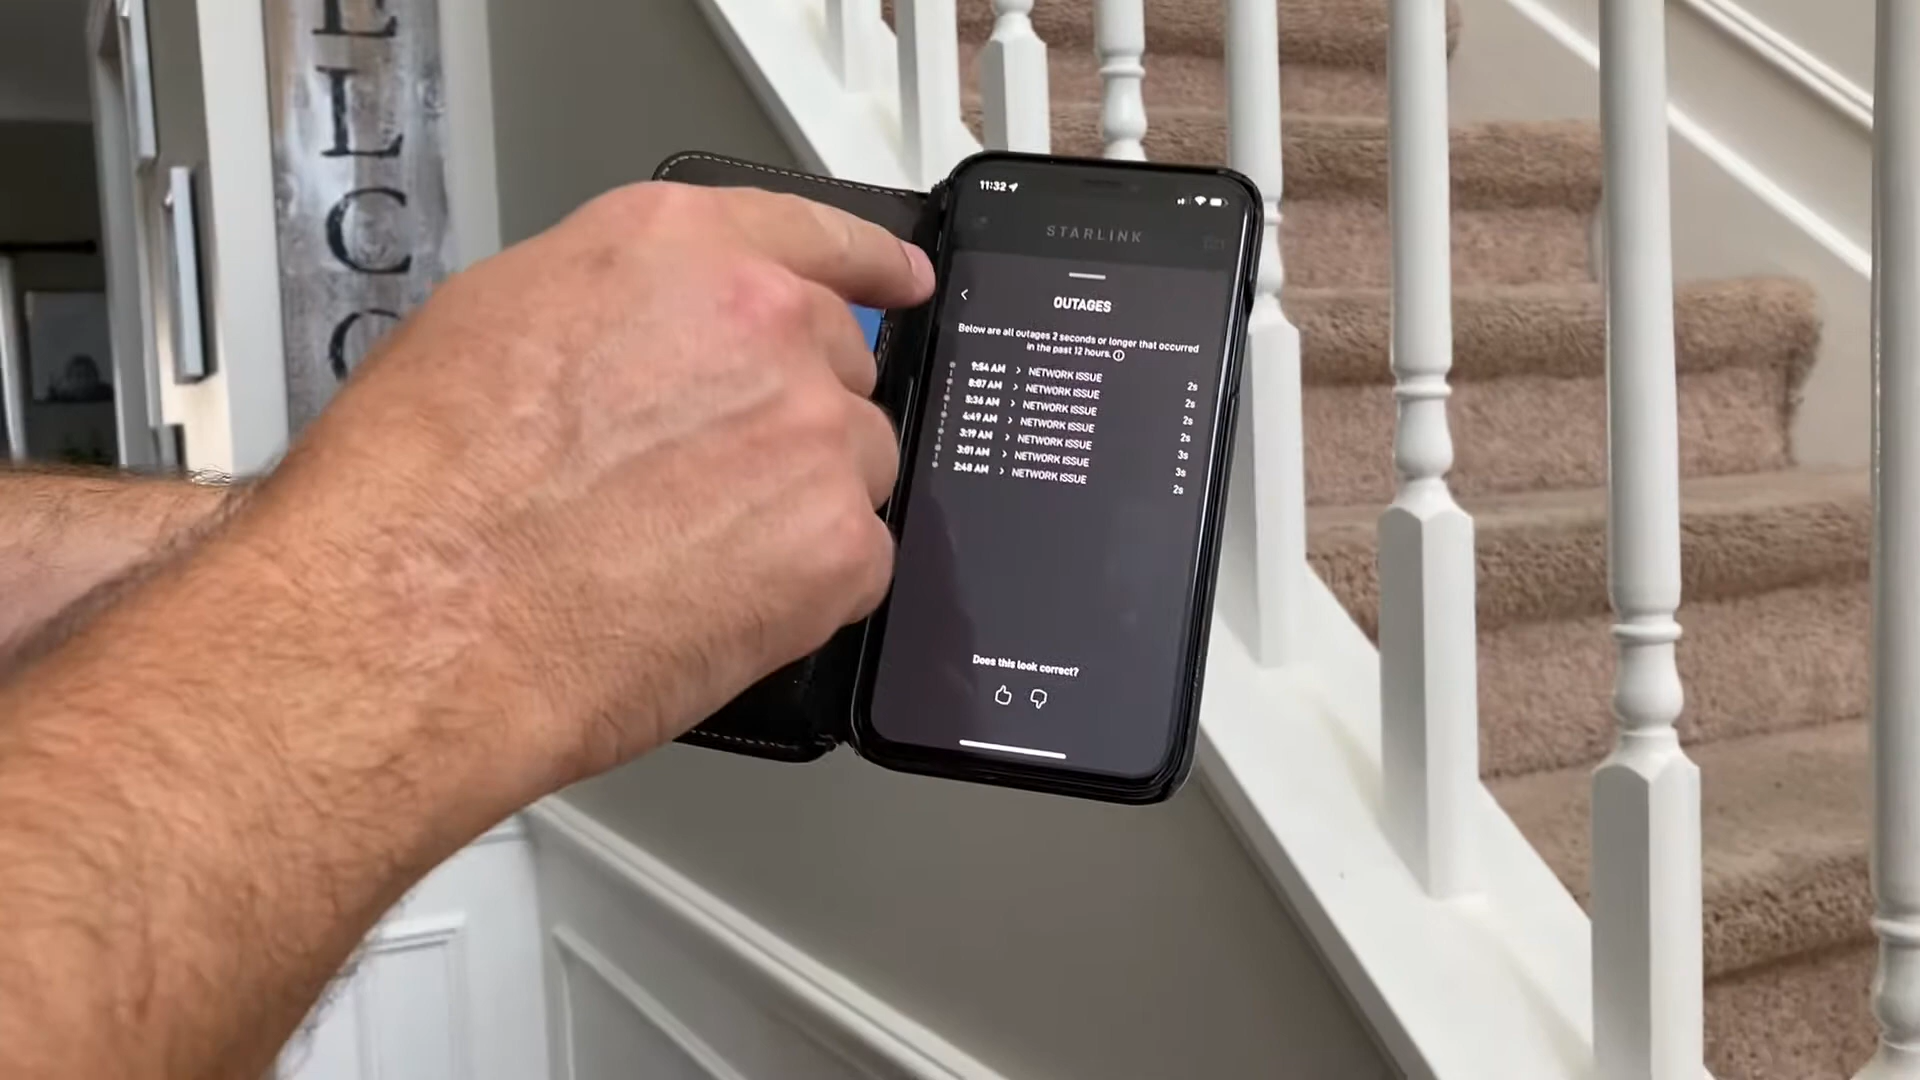 E
L
C
O
11:32
STARLINK
OUTAGES
Below are all outages 2 seconds or longer that occurred
in the past 12 hours.
9:54 AM > NETWORK ISSUE 2s
8:07 AM > NETWORK ISSUE 2s
5:36 AM > NETWORK ISSUE 2s
4:49 AM > NETWORK ISSUE 2s
3:19 AM > NETWORK ISSUE 3s
3:01 AM > NETWORK ISSUE 3s
2:48 AM > NETWORK ISSUE 2s
Does this look correct?